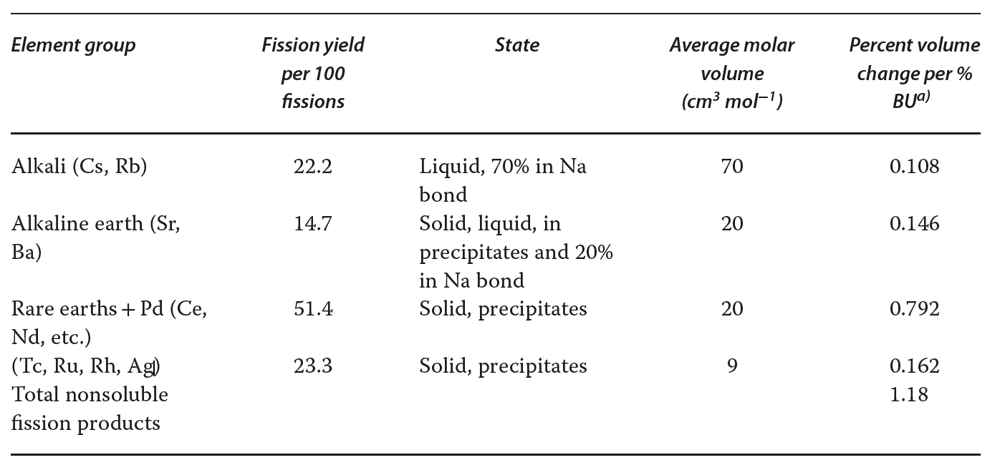 Element group Fission yield per 100 fissions State Average molar volume (cm³ mol⁻¹) Percent volume change per % BUᵃ⁾
Alkali (Cs, Rb) 22.2 Liquid, 70% in Na bond 70 0.108
Alkaline earth (Sr, Ba) 14.7 Solid, liquid, in precipitates and 20% in Na bond 20 0.146
Rare earths + Pd (Ce, Nd, etc.) 51.4 Solid, precipitates 20 0.792
(Tc, Ru, Rh, Ag) 23.3 Solid, precipitates 9 0.162
Total nonsoluble fission products 1.18